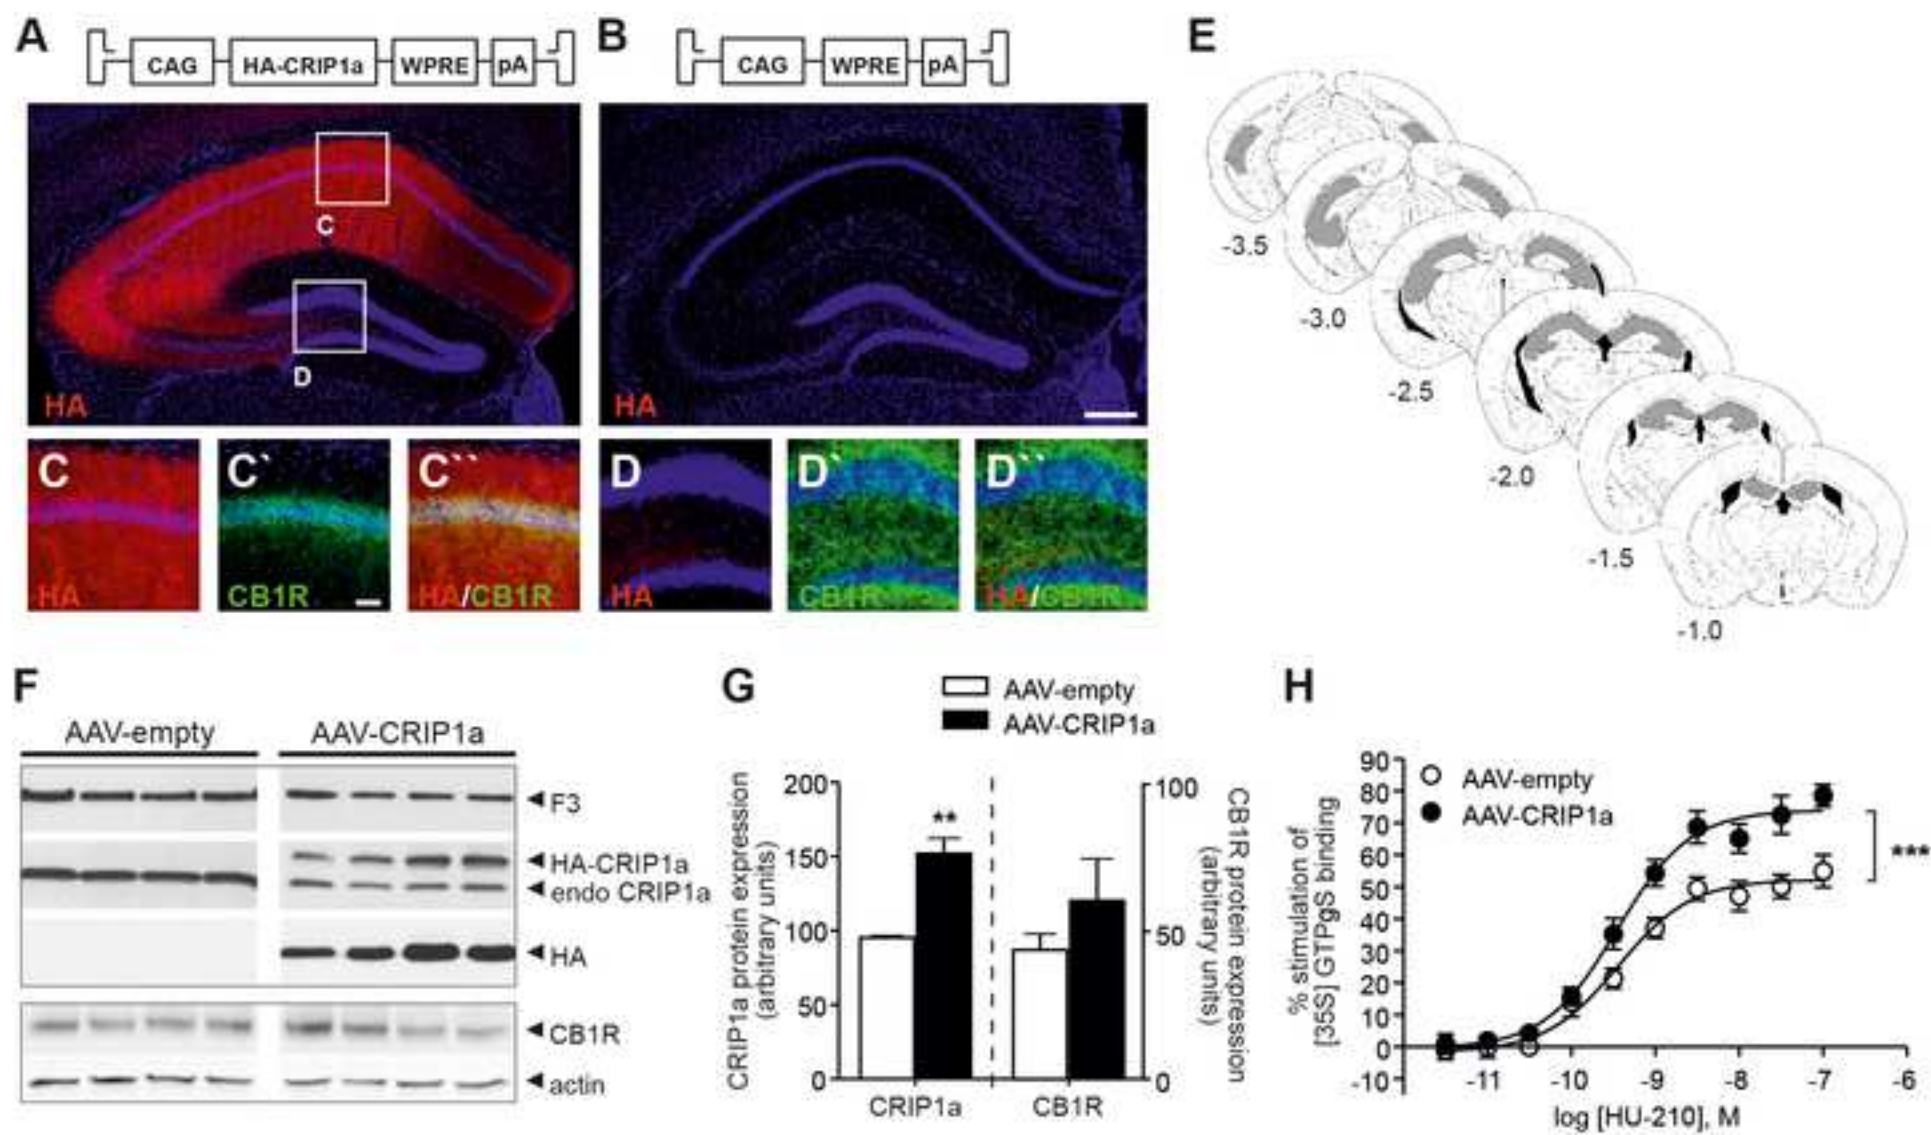 A
CAG HA-CRIP1a WPRE pA
C
D
HA
B
CAG WPRE pA
HA
C
HA
C`
CB1R
C``
HA/CB1R
D
HA
D`
CB1R
D``
HA/CB1R
E
-3.5
-3.0
-2.5
-2.0
-1.5
-1.0
F
AAV-empty AAV-CRIP1a
F3
HA-CRIP1a
endo CRIP1a
HA
CB1R
actin
G
AAV-empty
AAV-CRIP1a
CRIP1a protein expression
(arbitrary units)
200
150
100
50
0
**
CRIP1a CB1R
100
50
0
CB1R protein expression
(arbitrary units)
H
% stimulation of
[35S] GTPgS binding
90
80
70
60
50
40
30
20
10
0
-10
AAV-empty
AAV-CRIP1a
***
-11 -10 -9 -8 -7 -6
log [HU-210], M